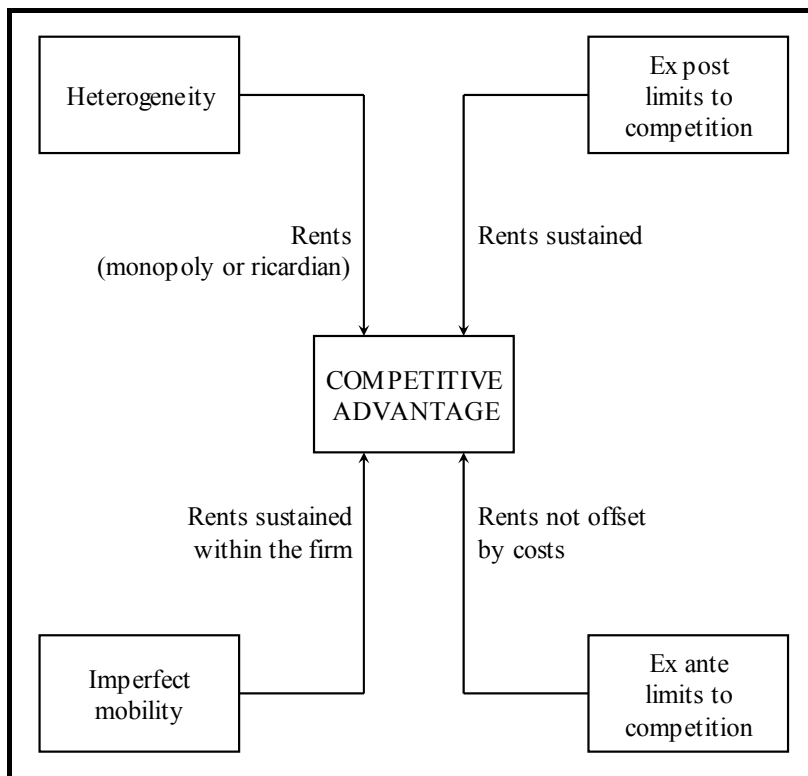 Heterogeneity
Ex post
limits to
competition
Rents
(monopoly or ricardian)
Rents sustained
COMPETITIVE
ADVANTAGE
Rents sustained
within the firm
Rents not offset
by costs
Imperfect
mobility
Ex ante
limits to
competition